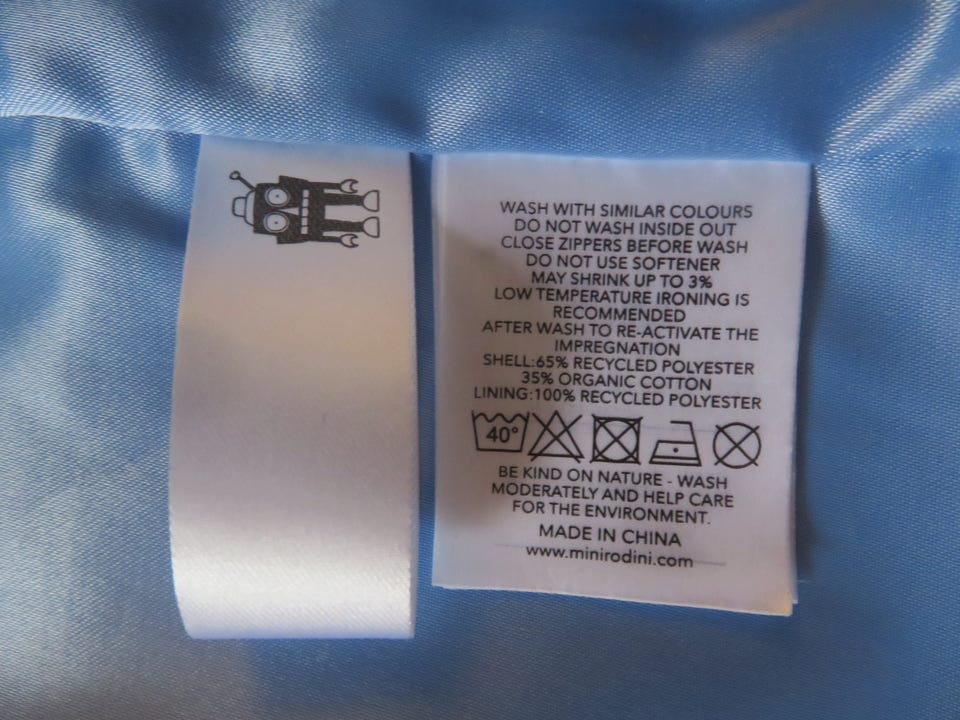 WASH WITH SIMILAR COLOURS
DO NOT WASH INSIDE OUT
CLOSE ZIPPERS BEFORE WASH
DO NOT USE SOFTENER
MAY SHRINK UP TO 3%
LOW TEMPERATURE IRONING IS
RECOMMENDED
AFTER WASH TO RE-ACTIVATE THE
IMPREGNATION
SHELL:65% RECYCLED POLYESTER
35% ORGANIC COTTON
LINING:100% RECYCLED POLYESTER
40°
BE KIND ON NATURE - WASH
MODERATELY AND HELP CARE
FOR THE ENVIRONMENT.
MADE IN CHINA
www.minirodini.com